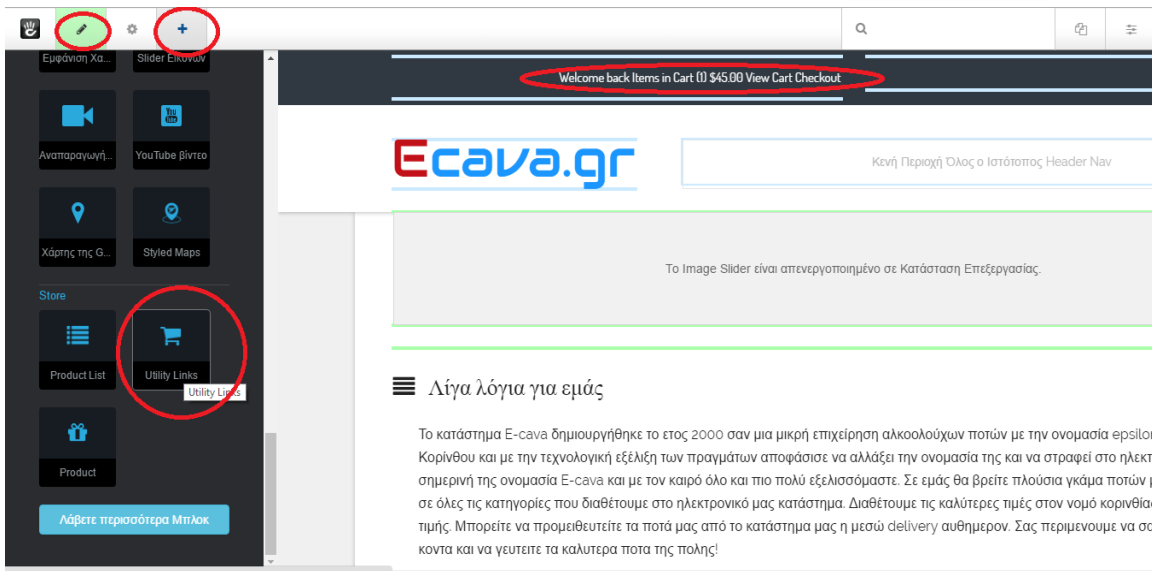 Εμφάνιση Χα...
Slider Εικόνων
Welcome back Items in Cart (1) $45.00 View Cart Checkout
You
Tube
Αναπαραγωγή...
YouTube βίντεο
Ecava.gr
Κενή Περιοχή Όλος ο Ιστότοπος Header Nav
Χάρτης της G...
Styled Maps
Το Image Slider είναι απενεργοποιημένο σε Κατάσταση Επεξεργασίας.
Store
Product List
Utility Links
Utility Links
Λίγα λόγια για εμάς
Product
Λάβετε περισσότερα Μπλοκ
Το κατάστημα E-cava δημιουργήθηκε το ετος 2000 σαν μια μικρή επιχείρηση αλκοολούχων ποτών με την ονομασία epsilo
Κορίνθου και με την τεχνολογική εξέλιξη των πραγμάτων αποφάσισε να αλλάξει την ονομασία της και να στραφεί στο ηλεκτ
σημερινή της ονομασία E-cava και με τον καιρό όλο και πιο πολύ εξελισσόμαστε. Σε εμάς θα βρείτε πλούσια γκάμα ποτών
σε όλες τις κατηγορίες που διαθέτουμε στο ηλεκτρονικό μας κατάστημα. Διαθέτουμε τις καλύτερες τιμές στον νομό κορινθία
τιμής. Μπορείτε να προμειθευτείτε τα ποτά μας από το κατάστημα μας η μεσώ delivery αυθημερον. Σας περιμενουμε να σα
κοντα και να γευτειτε τα καλυτερα ποτα της πολης!